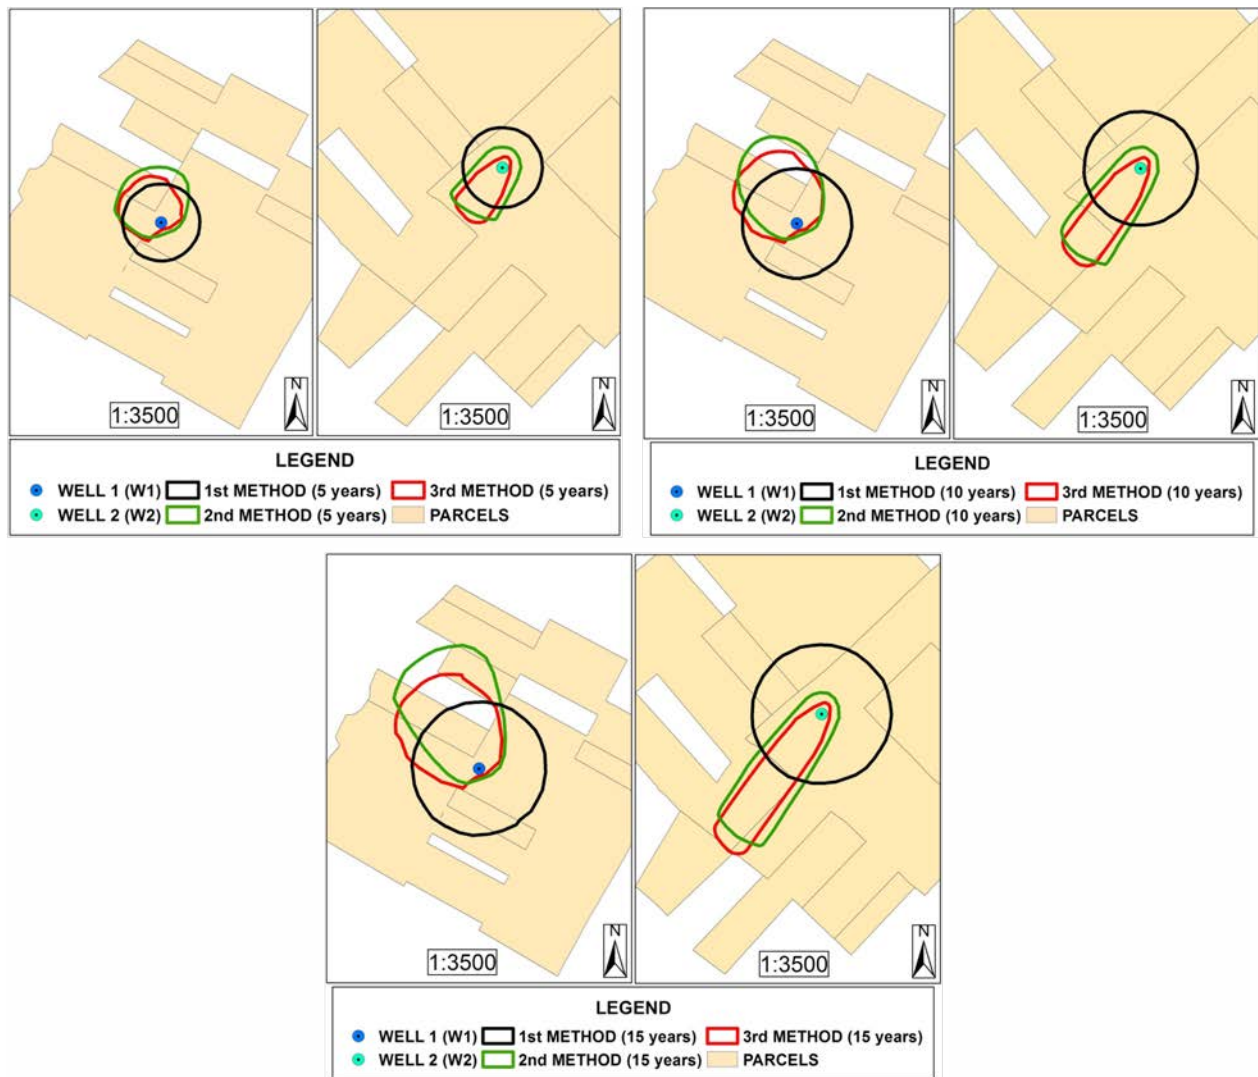 1:3500
N
1:3500
N
LEGEND
WELL 1 (W1) 1st METHOD (5 years) 3rd METHOD (5 years)
WELL 2 (W2) 2nd METHOD (5 years) PARCELS
1:3500
N
1:3500
N
LEGEND
WELL 1 (W1) 1st METHOD (10 years) 3rd METHOD (10 years)
WELL 2 (W2) 2nd METHOD (10 years) PARCELS
1:3500
N
1:3500
N
LEGEND
WELL 1 (W1) 1st METHOD (15 years) 3rd METHOD (15 years)
WELL 2 (W2) 2nd METHOD (15 years) PARCELS